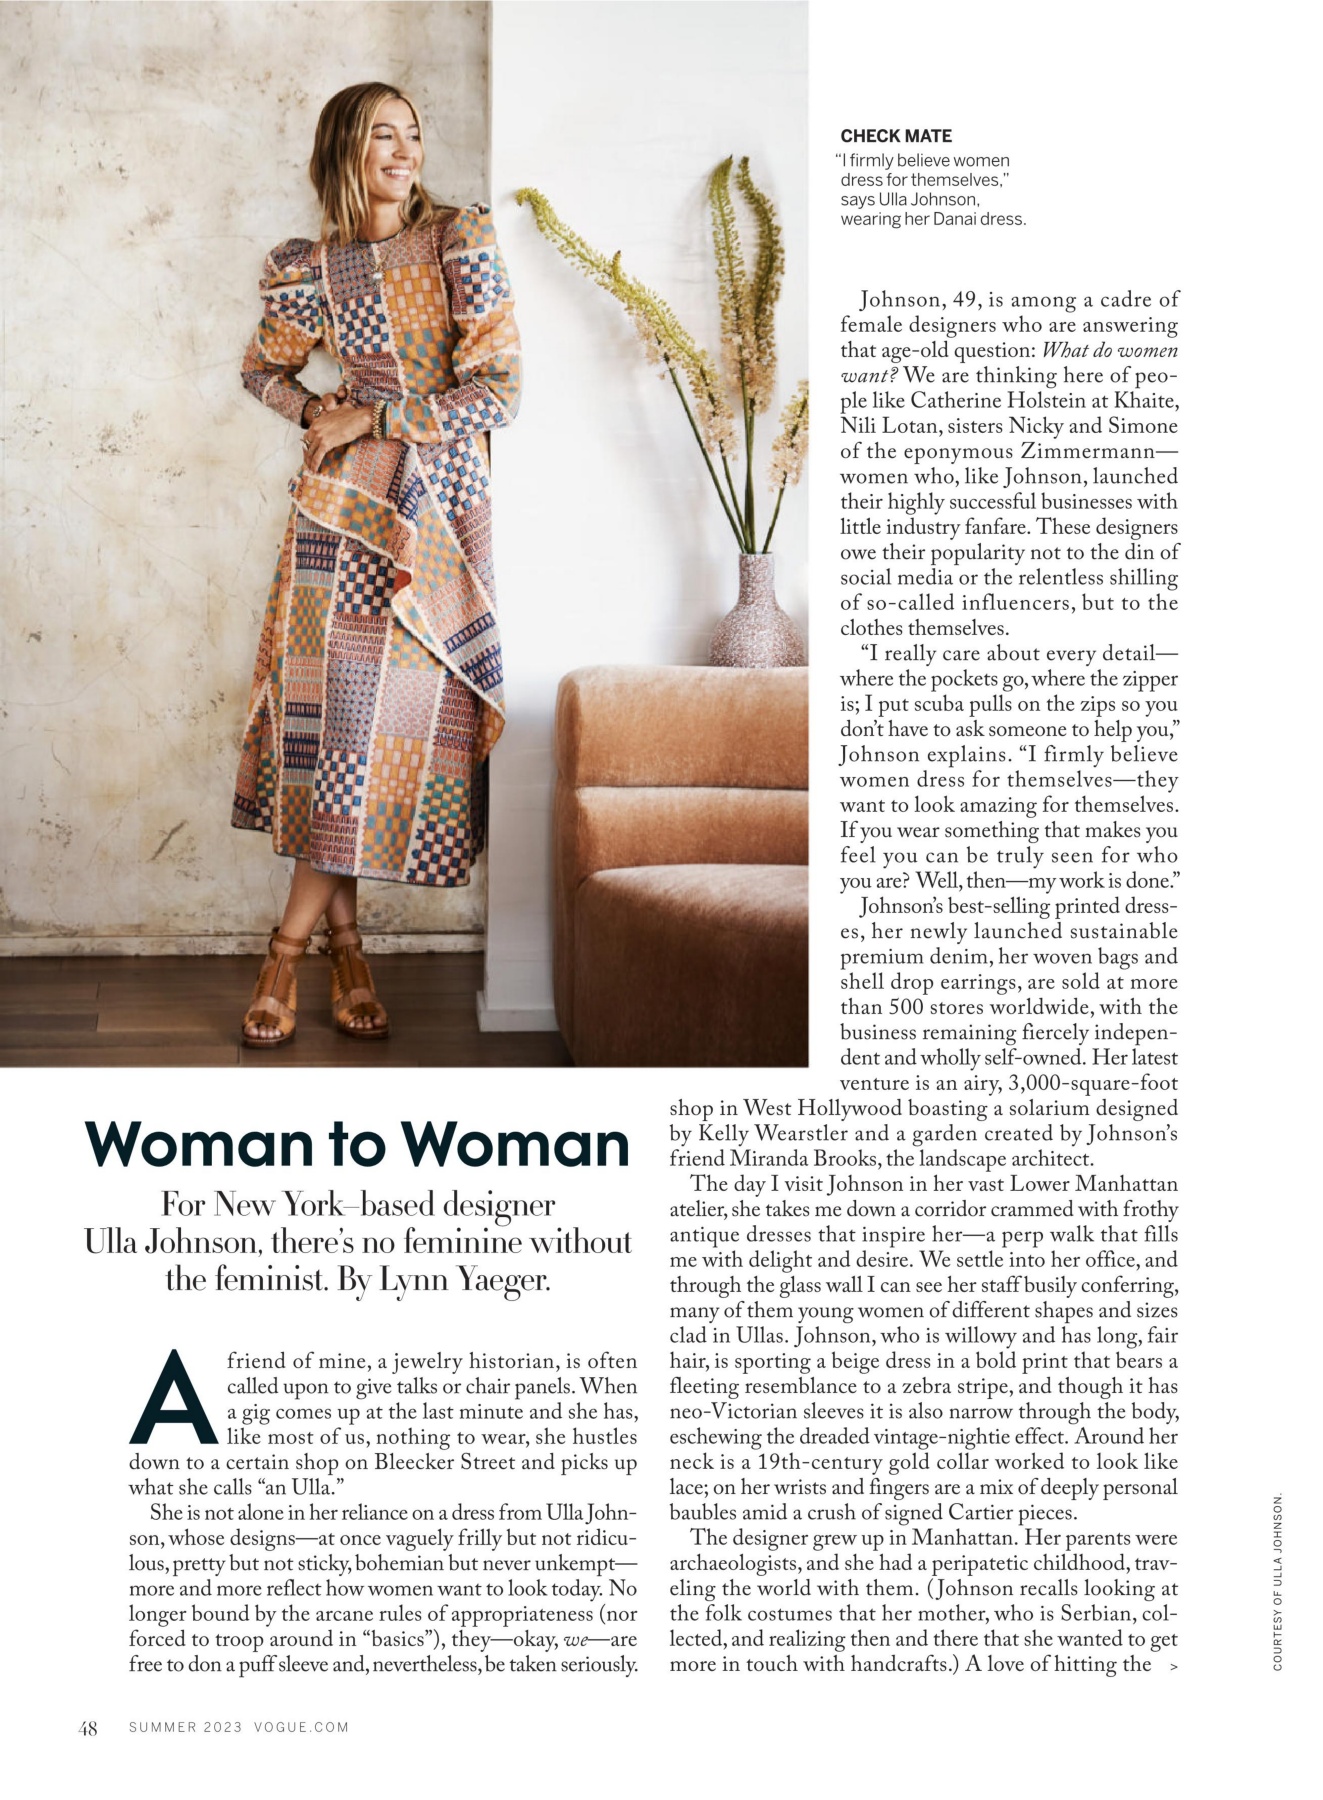 CHECK MATE
“I firmly believe women
dress for themselves,”
says Ulla Johnson,
wearing her Danai dress.
Woman to Woman
For New York–based designer
Ulla Johnson, there’s no feminine without
the feminist. By Lynn Yaeger.
A friend of mine, a jewelry historian, is often
called upon to give talks or chair panels. When
a gig comes up at the last minute and she has,
like most of us, nothing to wear, she hustles
down to a certain shop on Bleecker Street and picks up
what she calls “an Ulla.”
She is not alone in her reliance on a dress from Ulla John-
son, whose designs—at once vaguely frilly but not ridicu-
lous, pretty but not sticky, bohemian but never unkempt—
more and more reflect how women want to look today. No
longer bound by the arcane rules of appropriateness (nor
forced to troop around in “basics”), they—okay, we—are
free to don a puff sleeve and, nevertheless, be taken seriously.
Johnson, 49, is among a cadre of
female designers who are answering
that age-old question: What do women
want? We are thinking here of peo-
ple like Catherine Holstein at Khaite,
Nili Lotan, sisters Nicky and Simone
of the eponymous Zimmermann—
women who, like Johnson, launched
their highly successful businesses with
little industry fanfare. These designers
owe their popularity not to the din of
social media or the relentless shilling
of so-called influencers, but to the
clothes themselves.
“I really care about every detail—
where the pockets go, where the zipper
is; I put scuba pulls on the zips so you
don’t have to ask someone to help you,”
Johnson explains. “I firmly believe
women dress for themselves—they
want to look amazing for themselves.
If you wear something that makes you
feel you can be truly seen for who
you are? Well, then—my work is done.”
Johnson’s best-selling printed dress-
es, her newly launched sustainable
premium denim, her woven bags and
shell drop earrings, are sold at more
than 500 stores worldwide, with the
business remaining fiercely indepen-
dent and wholly self-owned. Her latest
venture is an airy, 3,000-square-foot
shop in West Hollywood boasting a solarium designed
by Kelly Wearstler and a garden created by Johnson’s
friend Miranda Brooks, the landscape architect.
The day I visit Johnson in her vast Lower Manhattan
atelier, she takes me down a corridor crammed with frothy
antique dresses that inspire her—a perp walk that fills
me with delight and desire. We settle into her office, and
through the glass wall I can see her staff busily conferring,
many of them young women of different shapes and sizes
clad in Ullas. Johnson, who is willowy and has long, fair
hair, is sporting a beige dress in a bold print that bears a
fleeting resemblance to a zebra stripe, and though it has
neo-Victorian sleeves it is also narrow through the body,
eschewing the dreaded vintage-nightie effect. Around her
neck is a 19th-century gold collar worked to look like
lace; on her wrists and fingers are a mix of deeply personal
baubles amid a crush of signed Cartier pieces.
The designer grew up in Manhattan. Her parents were
archaeologists, and she had a peripatetic childhood, trav-
eling the world with them. (Johnson recalls looking at
the folk costumes that her mother, who is Serbian, col-
lected, and realizing then and there that she wanted to get
more in touch with handcrafts.) A love of hitting the >
COURTESY OF ULLA JOHNSON.
48 SUMMER 2023 VOGUE.COM